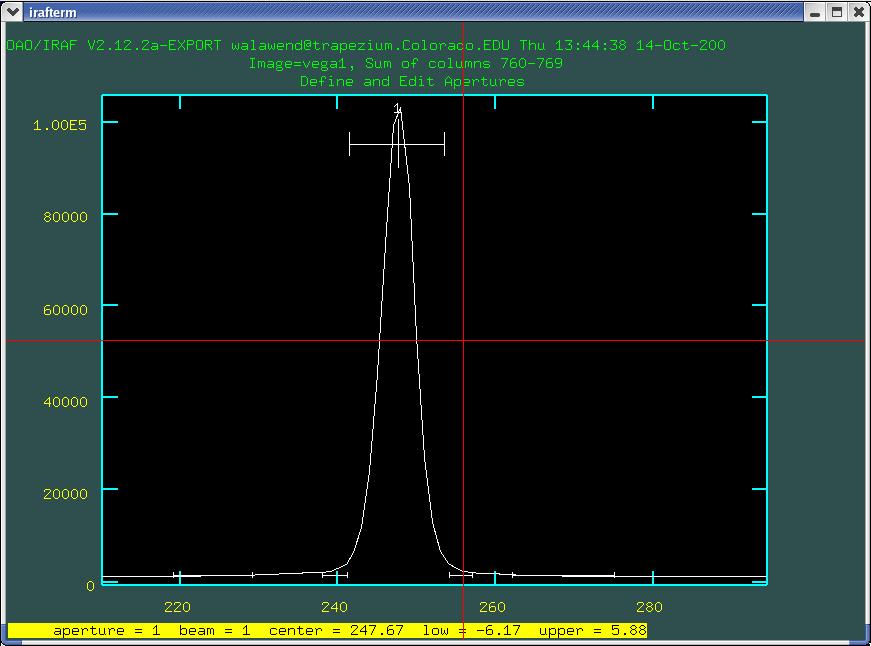 irafterm
OAO/IRAF V2.12.2a-EXPORT walawend@trapezium.Colorado.EDU Thu 13:44:38 14-Oct-200
Image=vega1, Sum of columns 760-769
Define and Edit Apertures
1
1.00E5
80000
60000
40000
20000
0
220 240 260 280
aperture = 1 beam = 1 center = 247.67 low = -6.17 upper = 5.88